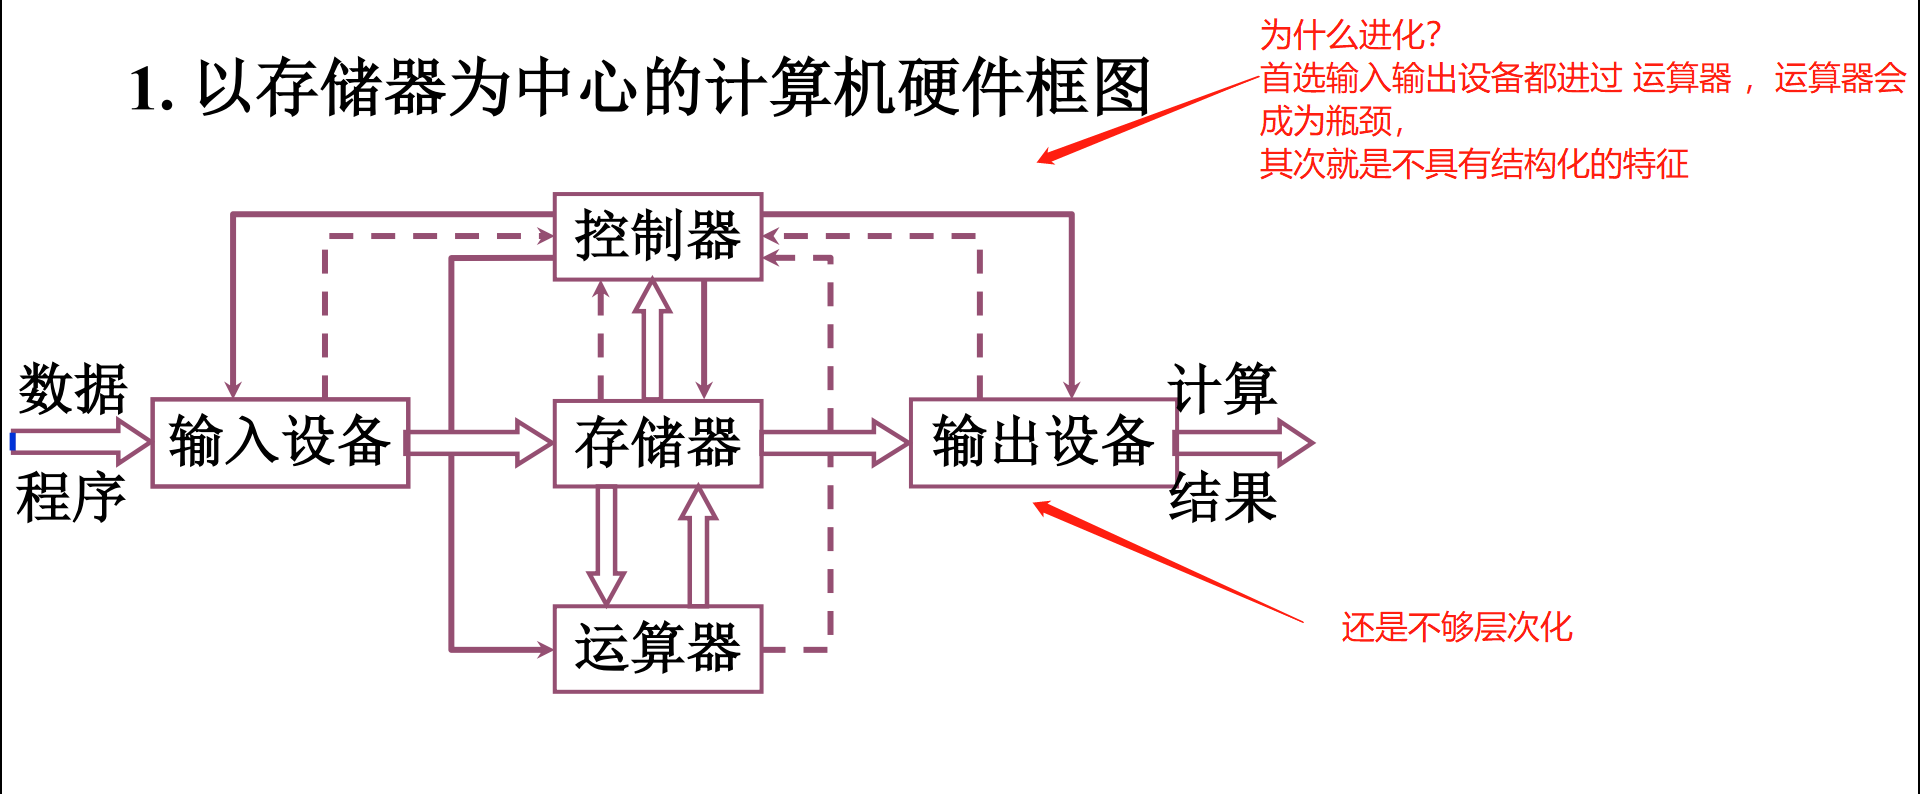 为什么进化？
首选输入输出设备都进过 运算器 ，运算器会
成为瓶颈，
其次就是不具有结构化的特征
1. 以存储器为中心的计算机硬件框图
控制器
数据
程序
输入设备
存储器
输出设备
计算
结果
运算器
还是不够层次化